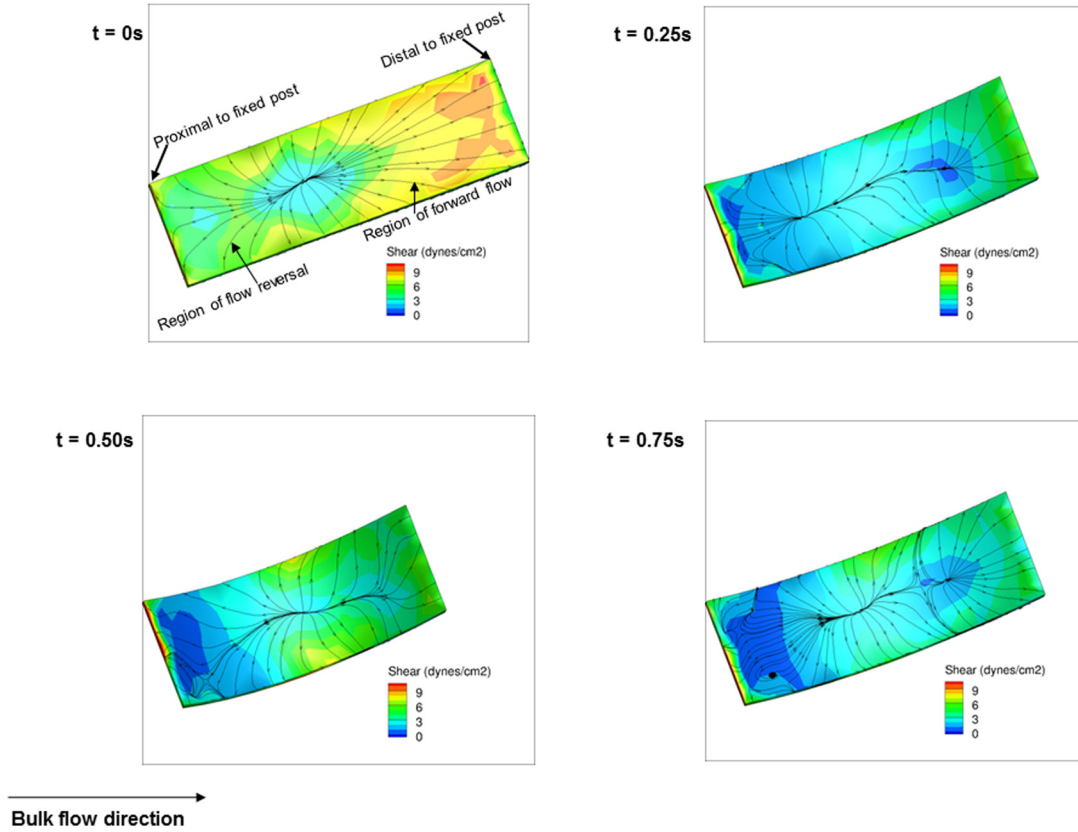 t = 0s
Proximal to fixed post
Distal to fixed post
Region of forward flow
Region of flow reversal
Shear (dynes/cm2)
9
6
3
0
t = 0.25s
Shear (dynes/cm2)
9
6
3
0
t = 0.50s
Shear (dynes/cm2)
9
6
3
0
t = 0.75s
Shear (dynes/cm2)
9
6
3
0
Bulk flow direction